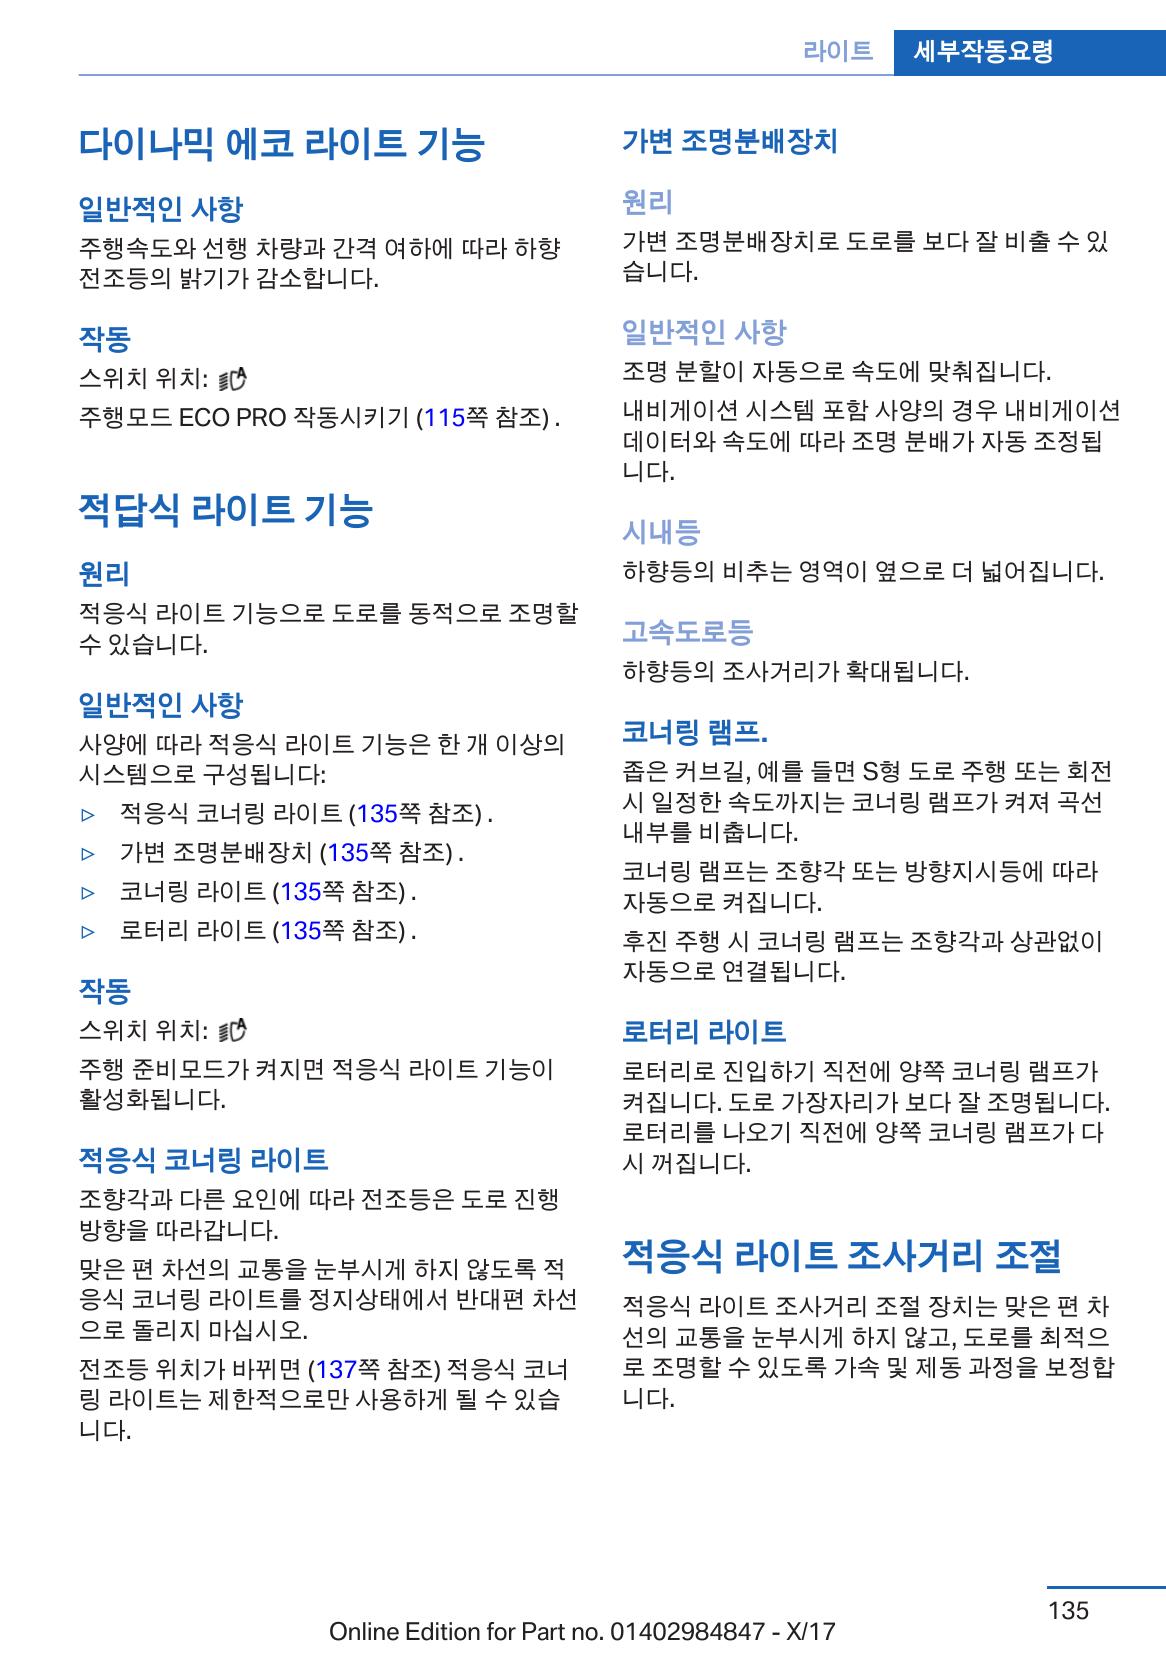 라이트 세부작동요령
다이나믹 에코 라이트 기능
일반적인 사항
주행속도와 선행 차량과 간격 여하에 따라 하향
전조등의 밝기가 감소합니다.
작동
스위치 위치:
주행모드 ECO PRO 작동시키기 (115쪽 참조) .
적답식 라이트 기능
원리
적응식 라이트 기능으로 도로를 동적으로 조명할
수 있습니다.
일반적인 사항
사양에 따라 적응식 라이트 기능은 한 개 이상의
시스템으로 구성됩니다:
▷ 적응식 코너링 라이트 (135쪽 참조) .
▷ 가변 조명분배장치 (135쪽 참조) .
▷ 코너링 라이트 (135쪽 참조) .
▷ 로터리 라이트 (135쪽 참조) .
작동
스위치 위치:
주행 준비모드가 켜지면 적응식 라이트 기능이
활성화됩니다.
적응식 코너링 라이트
조향각과 다른 요인에 따라 전조등은 도로 진행
방향을 따라갑니다.
맞은 편 차선의 교통을 눈부시게 하지 않도록 적
응식 코너링 라이트를 정지상태에서 반대편 차선
으로 돌리지 마십시오.
전조등 위치가 바뀌면 (137쪽 참조) 적응식 코너
링 라이트는 제한적으로만 사용하게 될 수 있습
니다.
가변 조명분배장치
원리
가변 조명분배장치로 도로를 보다 잘 비출 수 있
습니다.
일반적인 사항
조명 분할이 자동으로 속도에 맞춰집니다.
내비게이션 시스템 포함 사양의 경우 내비게이션
데이터와 속도에 따라 조명 분배가 자동 조정됩
니다.
시내등
하향등의 비추는 영역이 옆으로 더 넓어집니다.
고속도로등
하향등의 조사거리가 확대됩니다.
코너링 램프.
좁은 커브길, 예를 들면 S형 도로 주행 또는 회전
시 일정한 속도까지는 코너링 램프가 켜져 곡선
내부를 비춥니다.
코너링 램프는 조향각 또는 방향지시등에 따라
자동으로 켜집니다.
후진 주행 시 코너링 램프는 조향각과 상관없이
자동으로 연결됩니다.
로터리 라이트
로터리로 진입하기 직전에 양쪽 코너링 램프가
켜집니다. 도로 가장자리가 보다 잘 조명됩니다.
로터리를 나오기 직전에 양쪽 코너링 램프가 다
시 꺼집니다.
적응식 라이트 조사거리 조절
적응식 라이트 조사거리 조절 장치는 맞은 편 차
선의 교통을 눈부시게 하지 않고, 도로를 최적으
로 조명할 수 있도록 가속 및 제동 과정을 보정합
니다.
135
Online Edition for Part no. 01402984847 - X/17